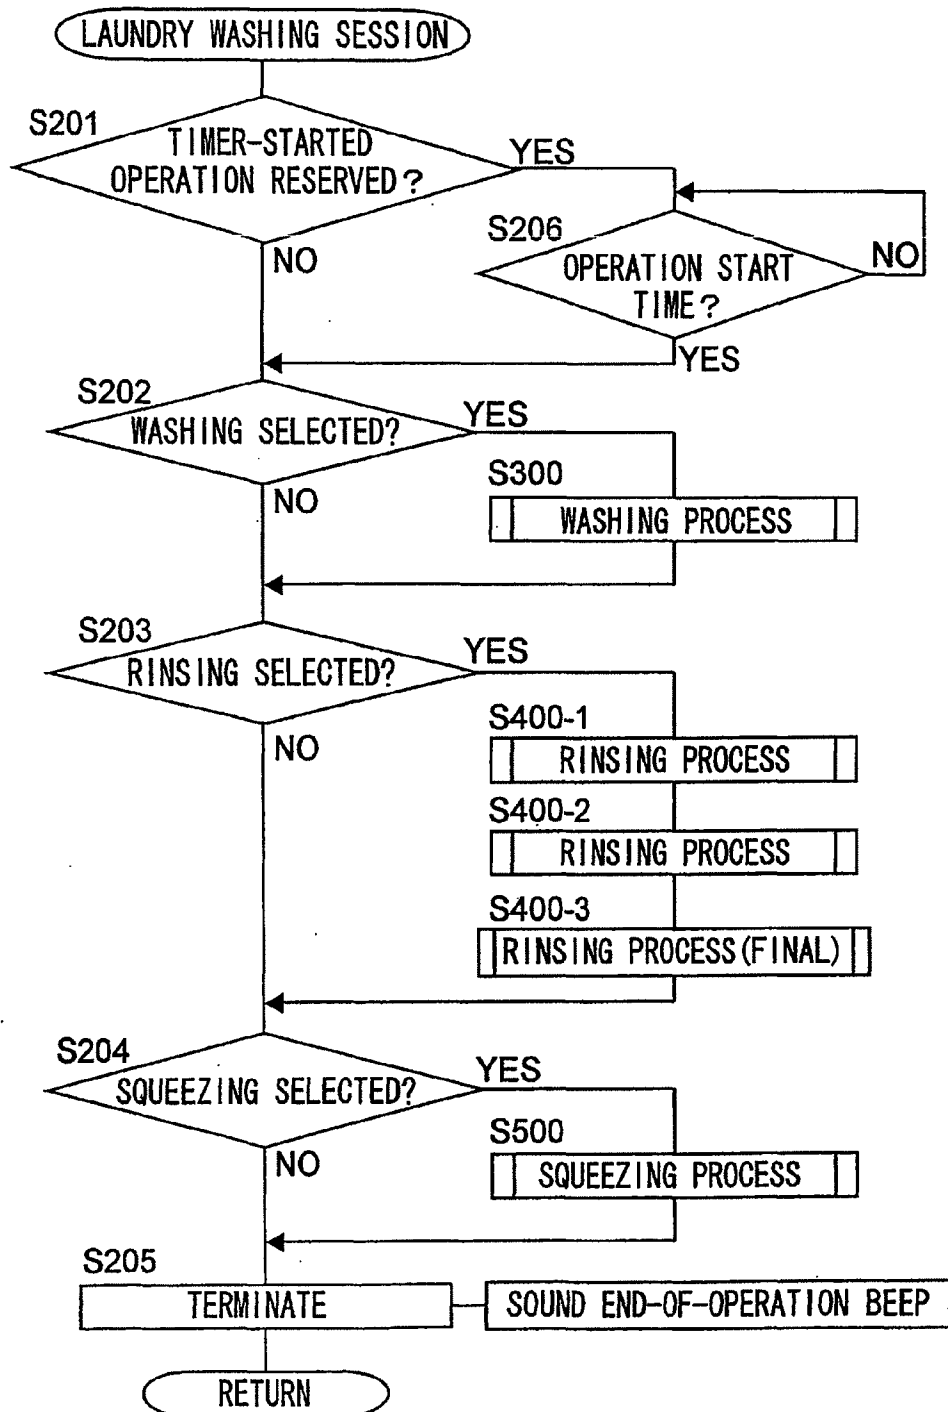 LAUNDRY WASHING SESSION
S201
TIMER-STARTED
OPERATION RESERVED?
YES
NO
S206
OPERATION START
TIME?
NO
YES
S202
WASHING SELECTED?
YES
NO
S300
WASHING PROCESS
S203
RINSING SELECTED?
YES
NO
S400-1
RINSING PROCESS
S400-2
RINSING PROCESS
S400-3
RINSING PROCESS(FINAL)
S204
SQUEEZING SELECTED?
YES
NO
S500
SQUEEZING PROCESS
S205
TERMINATE
SOUND END-OF-OPERATION BEEP
RETURN